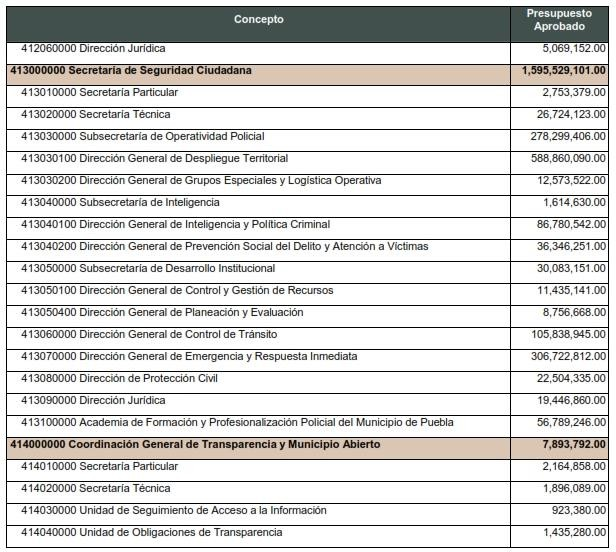 Concepto Presupuesto Aprobado
412060000 Dirección Jurídica 5,069,152.00
413000000 Secretaria de Seguridad Ciudadana 1,595,529,101.00
413010000 Secretaría Particular 2,753,379.00
413020000 Secretaría Técnica 26,724,123.00
413030000 Subsecretaría de Operatividad Policial 278,299,406.00
413030100 Dirección General de Despliegue Territorial 588,860,090.00
413030200 Dirección General de Grupos Especiales y Logística Operativa 12,573,522.00
413040000 Subsecretaría de Inteligencia 1,614,630.00
413040100 Dirección General de Inteligencia y Política Criminal 86,780,542.00
413040200 Dirección General de Prevención Social del Delito y Atención a Víctimas 36,346,251.00
413050000 Subsecretaría de Desarrollo Institucional 30,083,151.00
413050100 Dirección General de Control y Gestión de Recursos 11,435,141.00
413050400 Dirección General de Planeación y Evaluación 8,756,668.00
413060000 Dirección General de Control de Tránsito 105,838,945.00
413070000 Dirección General de Emergencia y Respuesta Inmediata 306,722,812.00
413080000 Dirección de Protección Civil 22,504,335.00
413090000 Dirección Jurídica 19,446,860.00
413100000 Academia de Formación y Profesionalización Policial del Municipio de Puebla 56,789,246.00
414000000 Coordinación General de Transparencia y Municipio Abierto 7,893,792.00
414010000 Secretaría Particular 2,164,858.00
414020000 Secretaría Técnica 1,896,089.00
414030000 Unidad de Seguimiento de Acceso a la Información 923,380.00
414040000 Unidad de Obligaciones de Transparencia 1,435,280.00